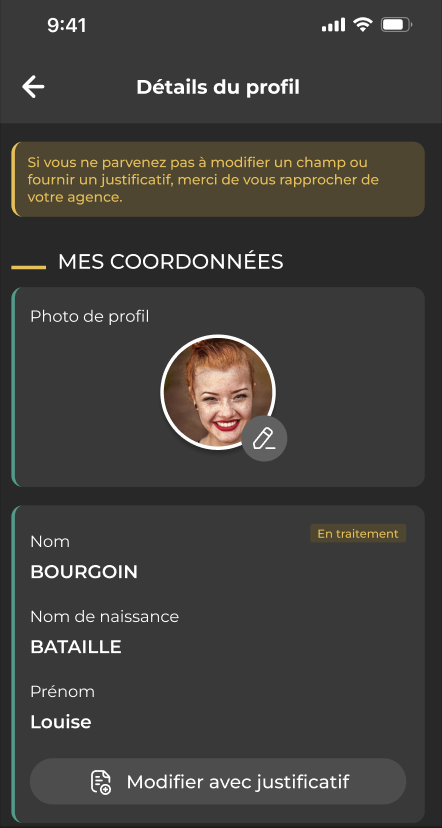 9:41
Détails du profil
Si vous ne parvenez pas à modifier un champ ou
fournir un justificatif, merci de vous rapprocher de
votre agence.
MES COORDONNÉES
Photo de profil
En traitement
Nom
BOURGOIN
Nom de naissance
BATAILLE
Prénom
Louise
Modifier avec justificatif